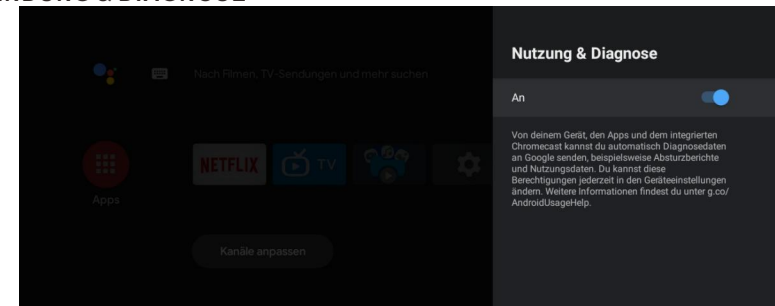 Nutzung & Diagnose
Nach Filmen, TV-Sendungen und mehr suchen
An
Von deinem Gerät, den Apps und dem integrierten
Chromecast kannst du automatisch Diagnosedaten
an Google senden, beispielsweise Absturzberichte
und Nutzungsdaten. Du kannst diese
Berechtigungen jederzeit in den Geräteeinstellungen
ändern. Weitere Informationen findest du unter g.co/
AndroidUsageHelp.
NETFLIX
TV
Apps
Kanäle anpassen